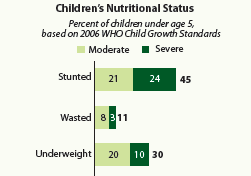 Children's Nutritional Status
Percent of children under age 5,
based on 2006 WHO Child Growth Standards
Moderate Severe
Stunted 21 24 45
Wasted 8 3 11
Underweight 20 10 30